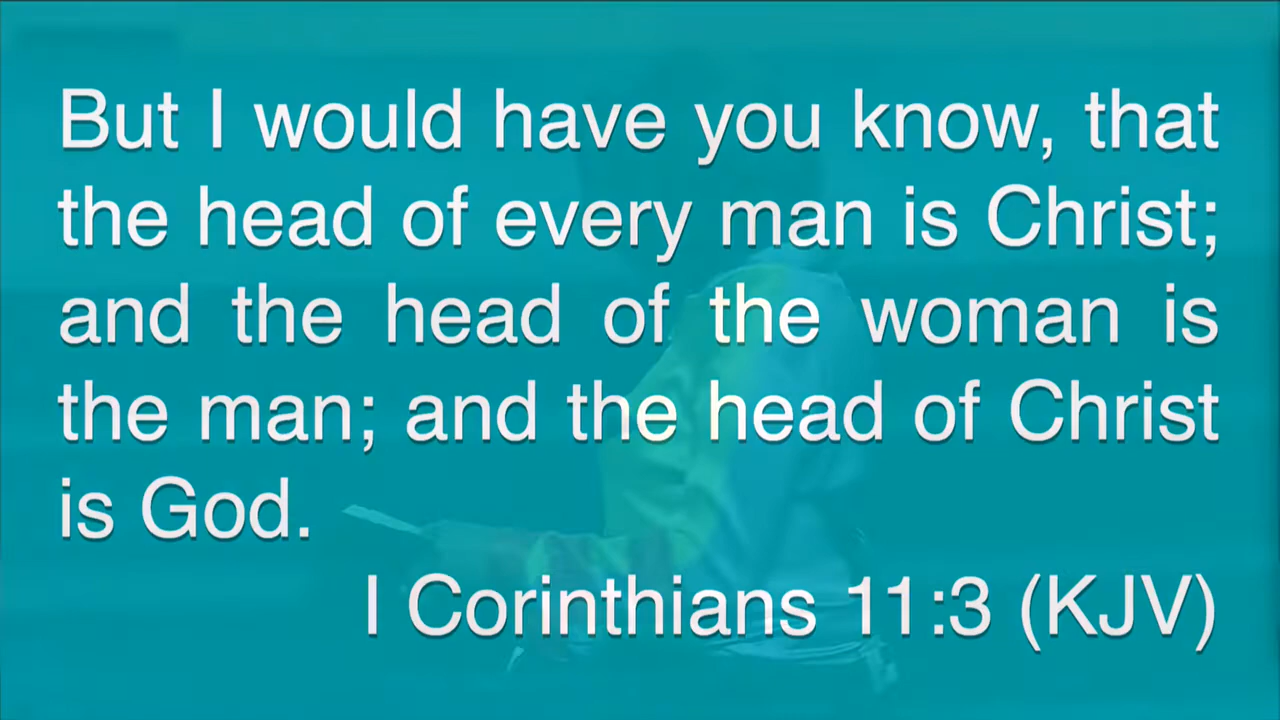 But I would have you know, that
the head of every man is Christ;
and the head of the woman is
the man; and the head of Christ
is God.
I Corinthians 11:3 (KJV)